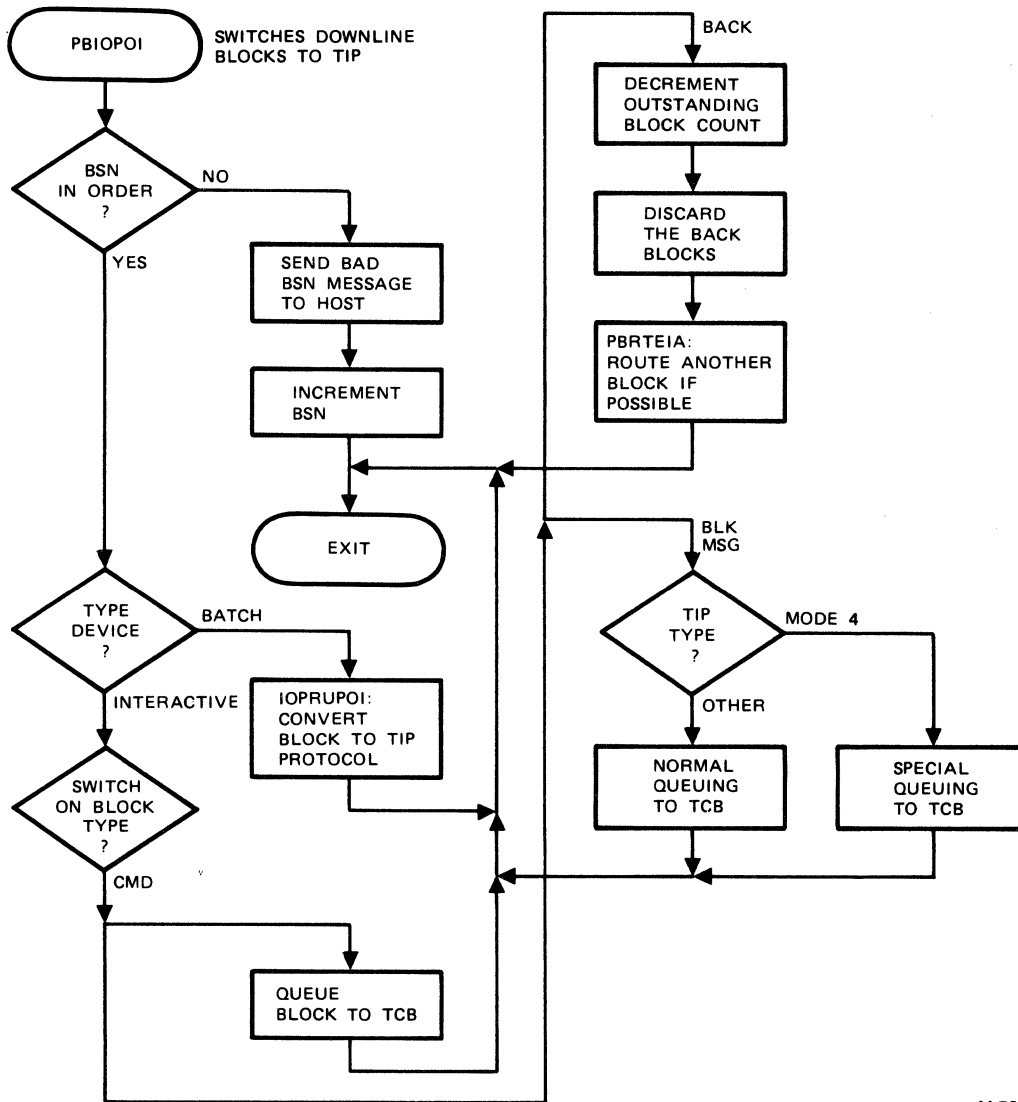 PBIOPOI
SWITCHES DOWNLINE
BLOCKS TO TIP
BSN
IN ORDER
?
NO
YES
SEND BAD
BSN MESSAGE
TO HOST
INCREMENT
BSN
EXIT
TYPE
DEVICE
?
BATCH
INTERACTIVE
IOPRUPOI:
CONVERT
BLOCK TO TIP
PROTOCOL
SWITCH
ON BLOCK
TYPE
?
CMD
QUEUE
BLOCK TO TCB
BACK
DECREMENT
OUTSTANDING
BLOCK COUNT
DISCARD
THE BACK
BLOCKS
PBRTEIA:
ROUTE ANOTHER
BLOCK IF
POSSIBLE
BLK
MSG
TIP
TYPE
?
MODE 4
OTHER
NORMAL
QUEUING
TO TCB
SPECIAL
QUEUING
TO TCB